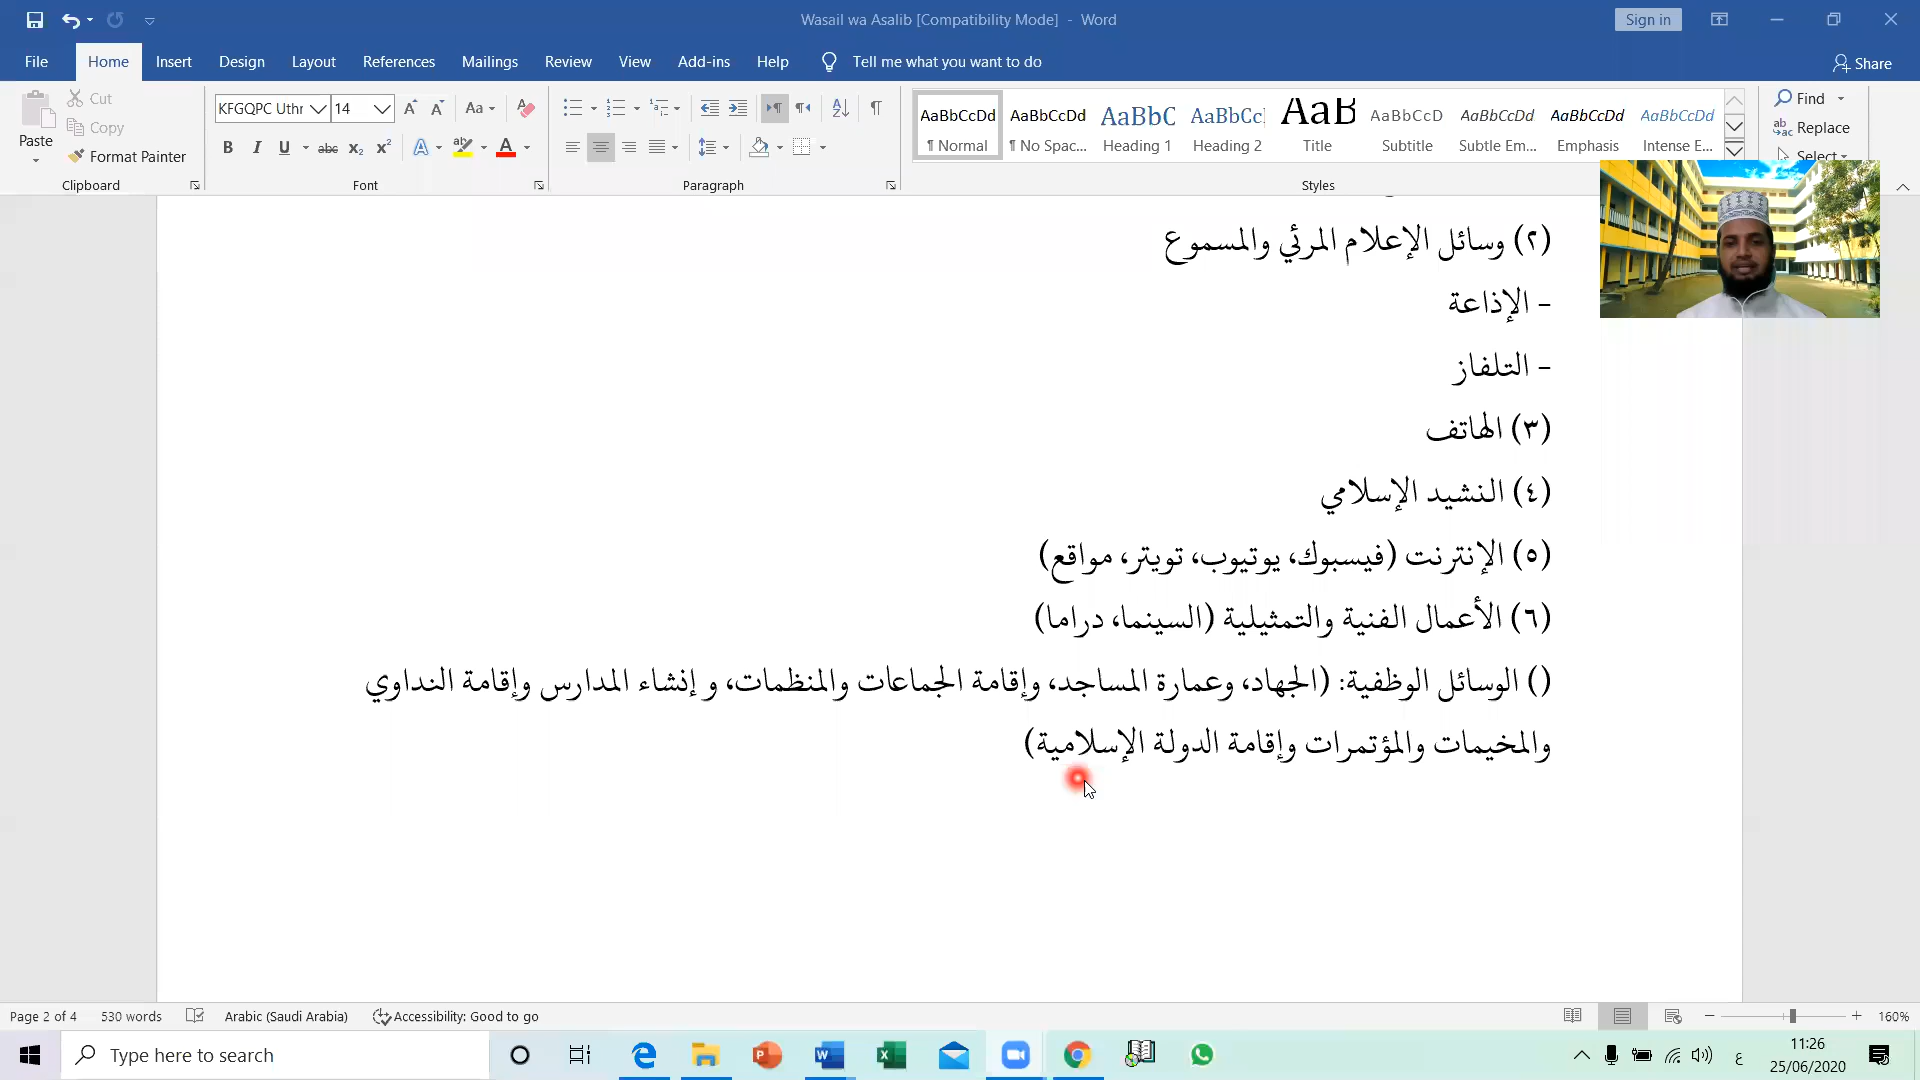 Wasail wa Asalib [Compatibility Mode] - Word
Sign in
File Home Insert Design Layout References Mailings Review View Add-ins Help Tell me what you want to do
Share
Paste
Cut
Copy
Format Painter
Clipboard
KFGQPC Uthr 14
Font
Paragraph
AaBbCcDd AaBbCcDd AaBbC AaBbCc AaB AaBbCcD AaBbCcDd AaBbCcDd AaBbCcDd
¶ Normal ¶ No Spac... Heading 1 Heading 2 Title Subtitle Subtle Em... Emphasis Intense E...
Styles
Find
Replace
Select
(٢) وسائل الإعلام المرئي والمسموع
- الإذاعة
- التلفاز
(٣) الهاتف
(٤) النشيد الإسلامي
(٥) الإنترنت (فيسبوك، يوتيوب، تويتر، مواقع)
(٦) الأعمال الفنية والتمثيلية (السينما، دراما)
() الوسائل الوظفية: (الجهاد، وعمارة المساجد، وإقامة الجماعات والمنظمات، و إنشاء المدارس وإقامة النداوي
والمخيمات والمؤتمرات وإقامة الدولة الإسلامية)
Page 2 of 4 530 words Arabic (Saudi Arabia) Accessibility: Good to go
160%
Type here to search
ع
11:26
25/06/2020